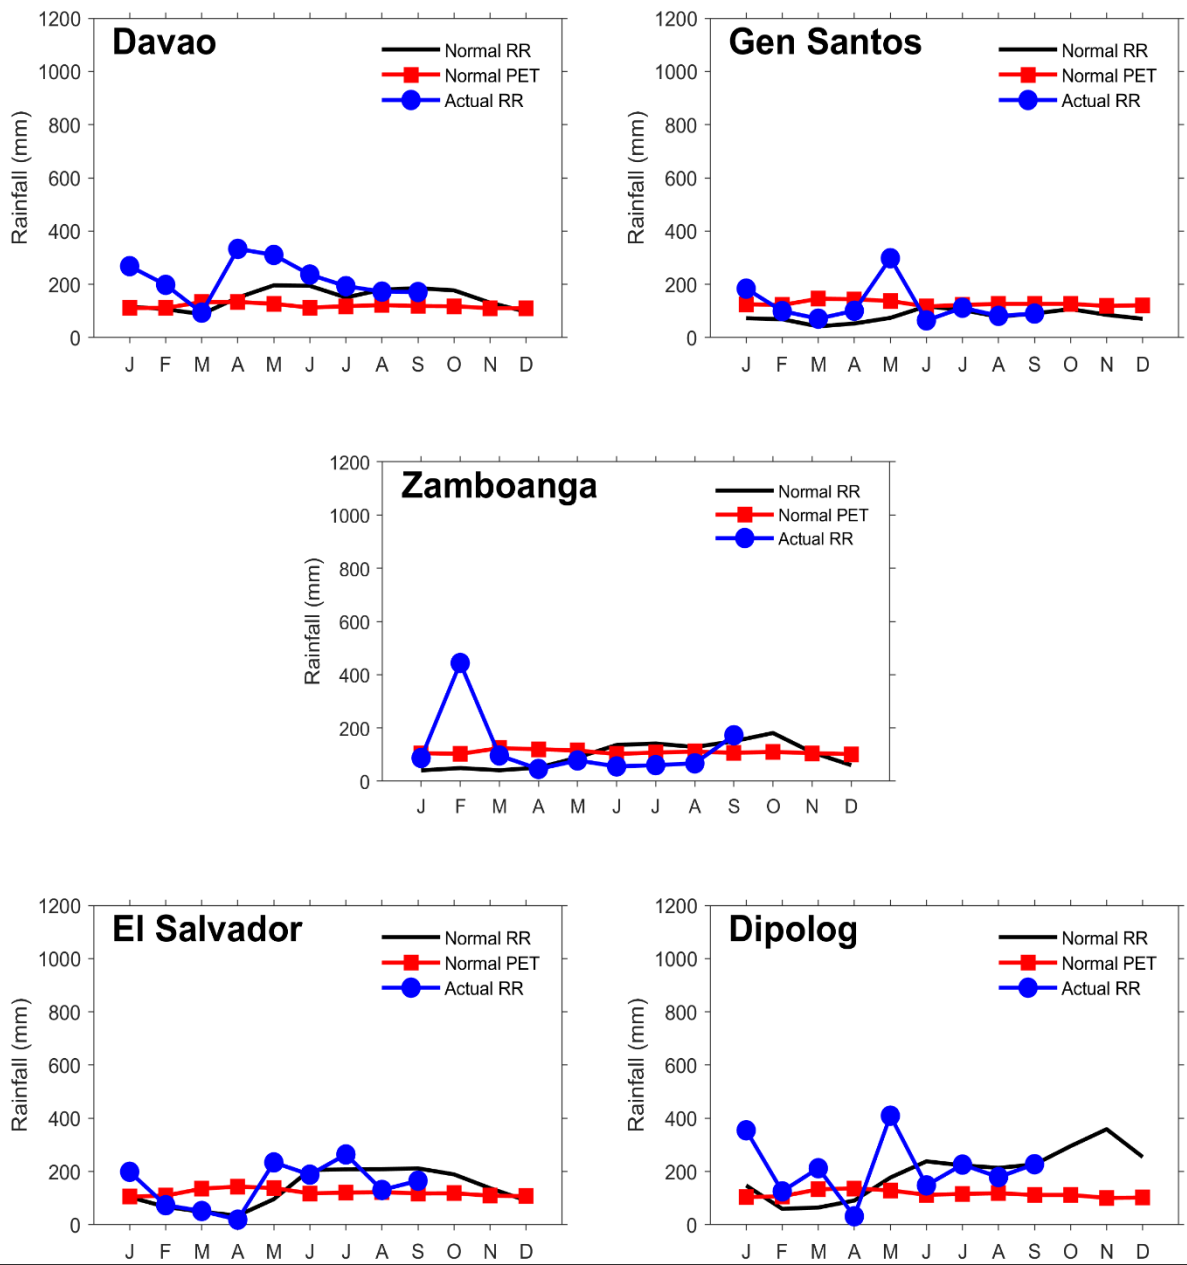 Davao
Normal RR
Normal PET
Actual RR
Rainfall (mm)
1200
1000
800
600
400
200
0
J F M A M J J A S O N D
Gen Santos
Normal RR
Normal PET
Actual RR
Rainfall (mm)
1200
1000
800
600
400
200
0
J F M A M J J A S O N D
Zamboanga
Normal RR
Normal PET
Actual RR
Rainfall (mm)
1200
1000
800
600
400
200
0
J F M A M J J A S O N D
El Salvador
Normal RR
Normal PET
Actual RR
Rainfall (mm)
1200
1000
800
600
400
200
0
J F M A M J J A S O N D
Dipolog
Normal RR
Normal PET
Actual RR
Rainfall (mm)
1200
1000
800
600
400
200
0
J F M A M J J A S O N D